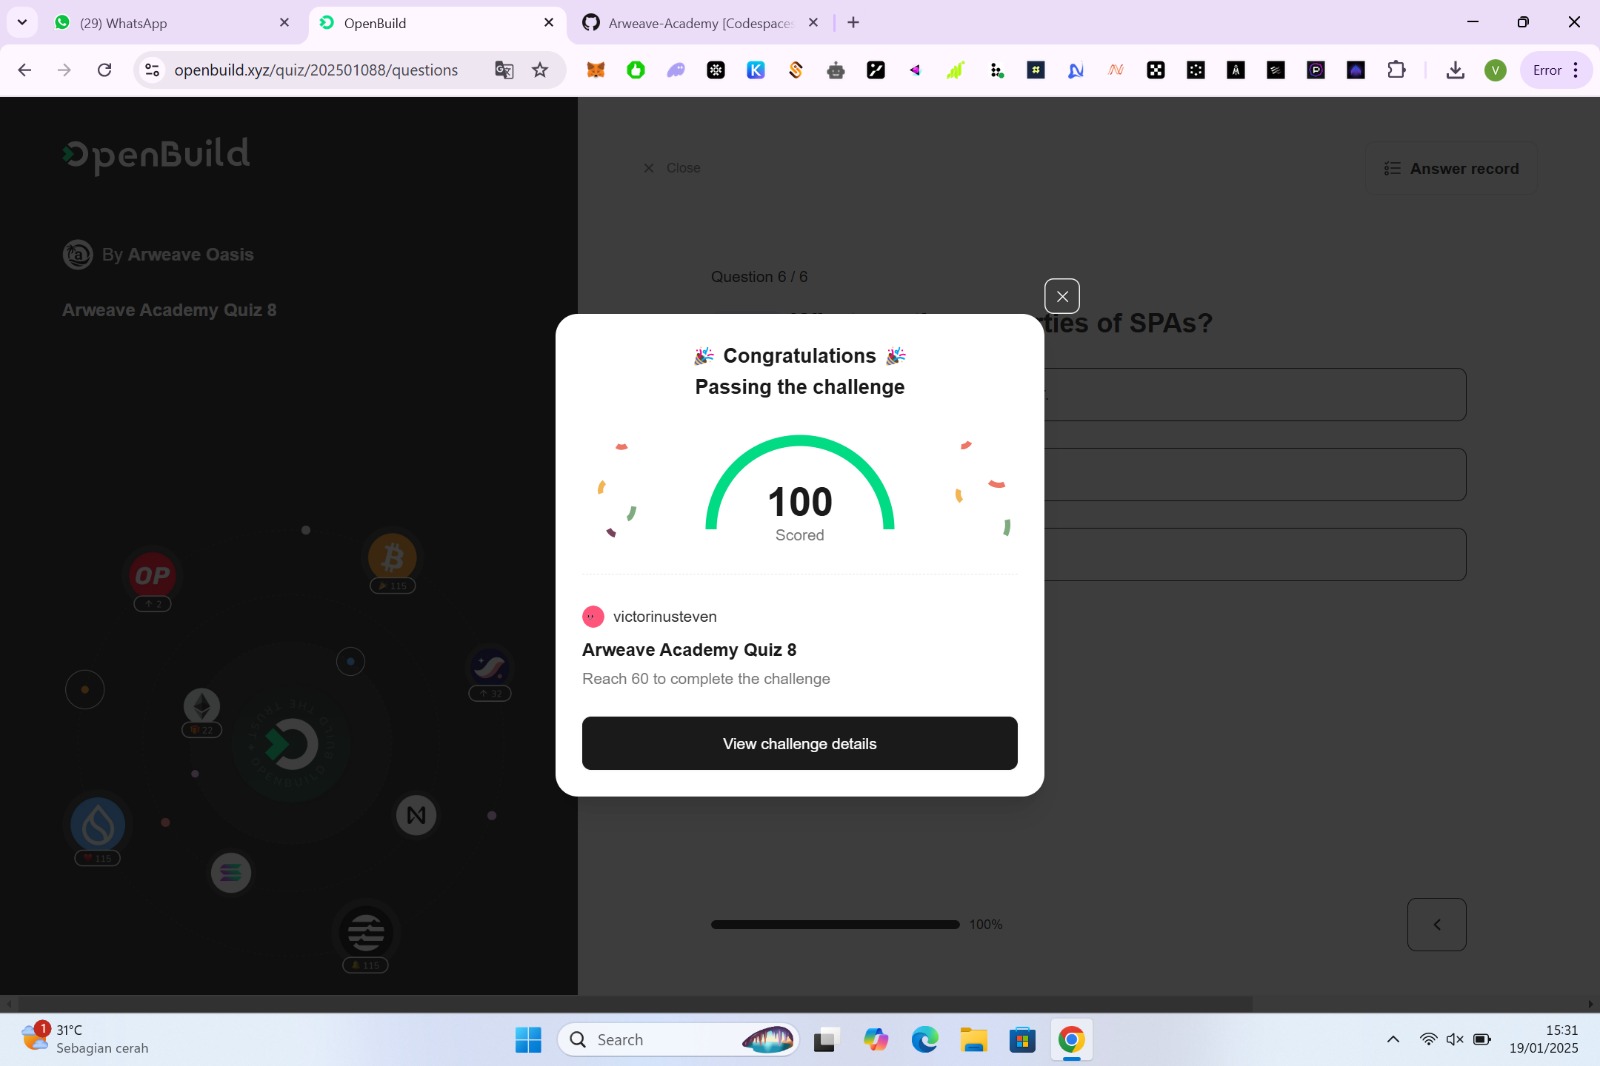 (29) WhatsApp
OpenBuild
Arweave-Academy [Codespaces
openbuild.xyz/quiz/202501088/questions
V
Error
OpenBuild
Close
Answer record
By Arweave Oasis
Arweave Academy Quiz 8
Question 6 / 6
ties of SPAs?
Congratulations
Passing the challenge
100
Scored
victorinusteven
Arweave Academy Quiz 8
Reach 60 to complete the challenge
View challenge details
OP
2
115
32
22
115
115
100%
1
31°C
Sebagian cerah
Search
15:31
19/01/2025